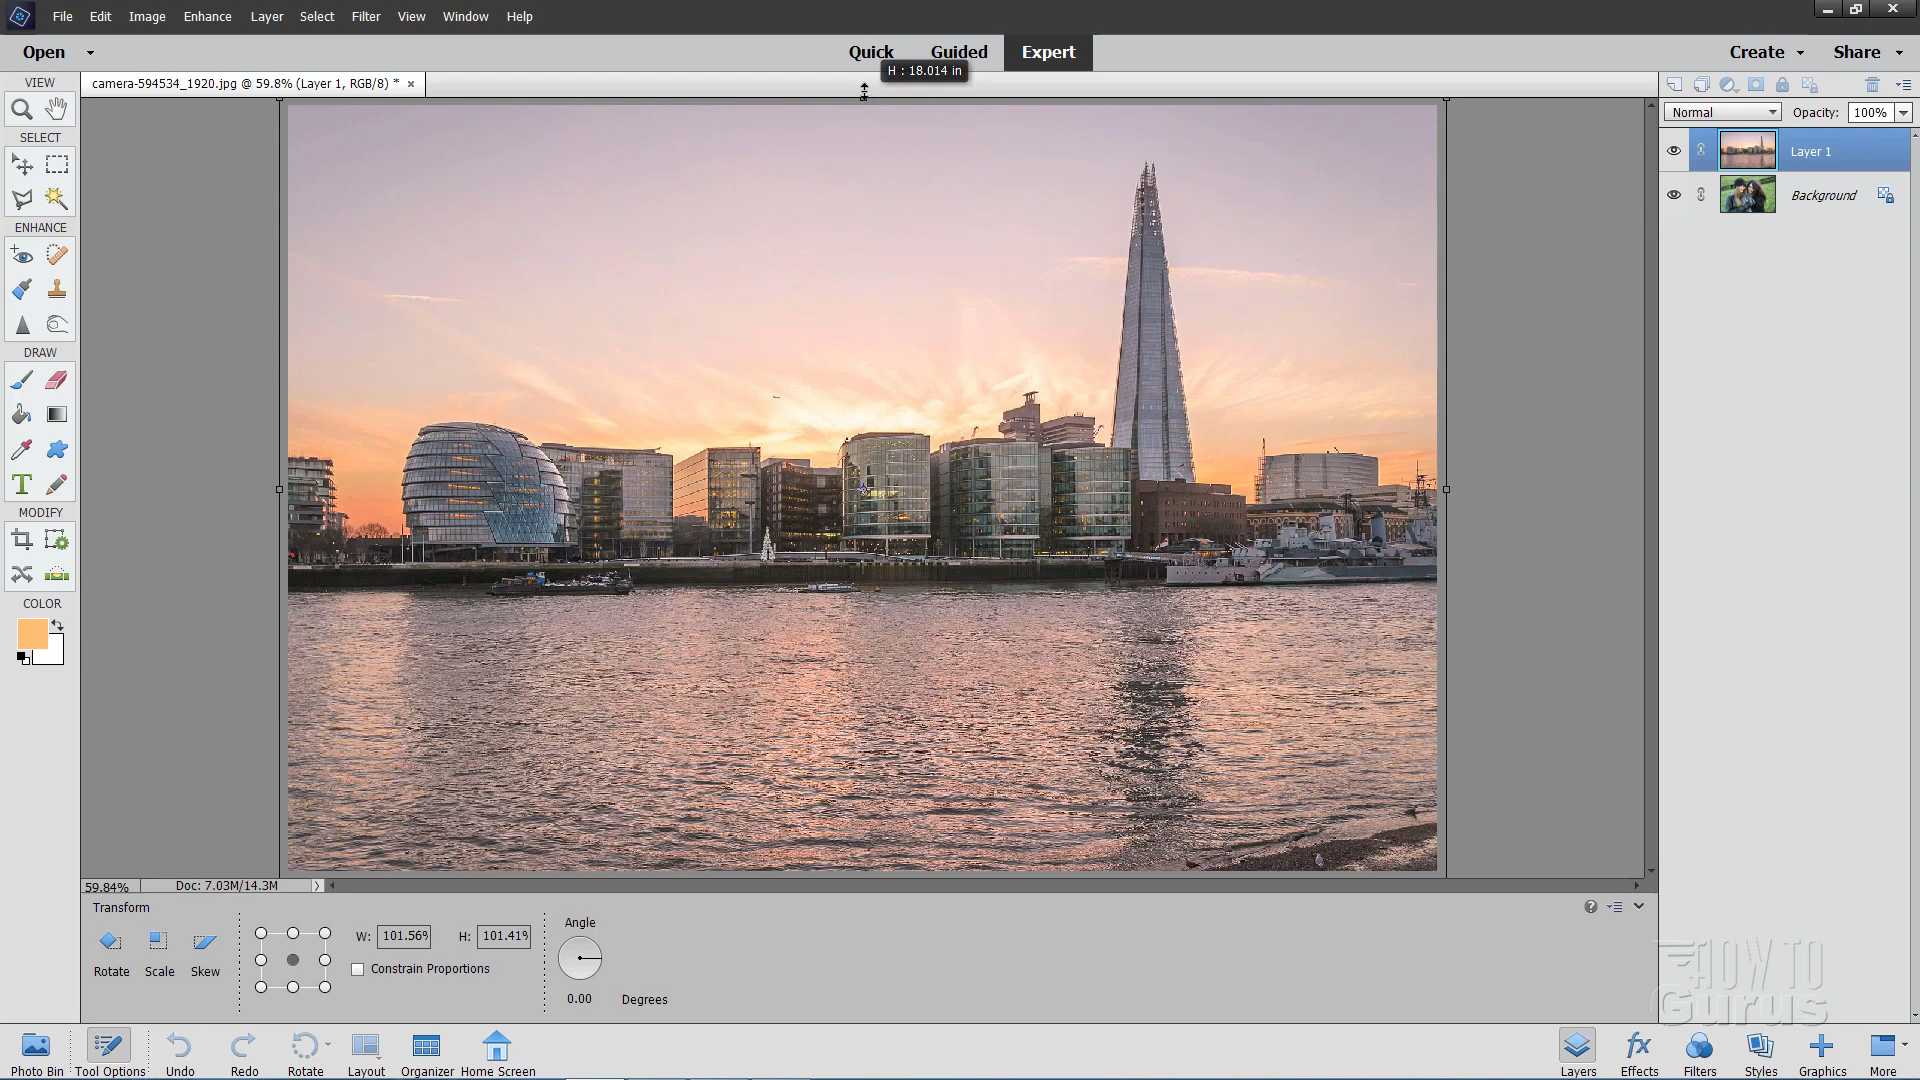 File Edit Image Enhance Layer Select Filter View Window Help
Open Quick Guided Expert Create Share
H : 18.014 in
camera-594534_1920.jpg @ 59.8% (Layer 1, RGB/8) * ×
VIEW
SELECT
ENHANCE
DRAW
MODIFY
COLOR
Normal Opacity: 100%
Layer 1
Background
59.84% Doc: 7.03M/14.3M
Transform
Rotate Scale Skew
W: 101.56% H: 101.41%
Constrain Proportions
Angle
0.00 Degrees
HOW TO
Gurus
Photo Bin Tool Options Undo Redo Rotate Layout Organizer Home Screen Layers Effects Filters Styles Graphics More